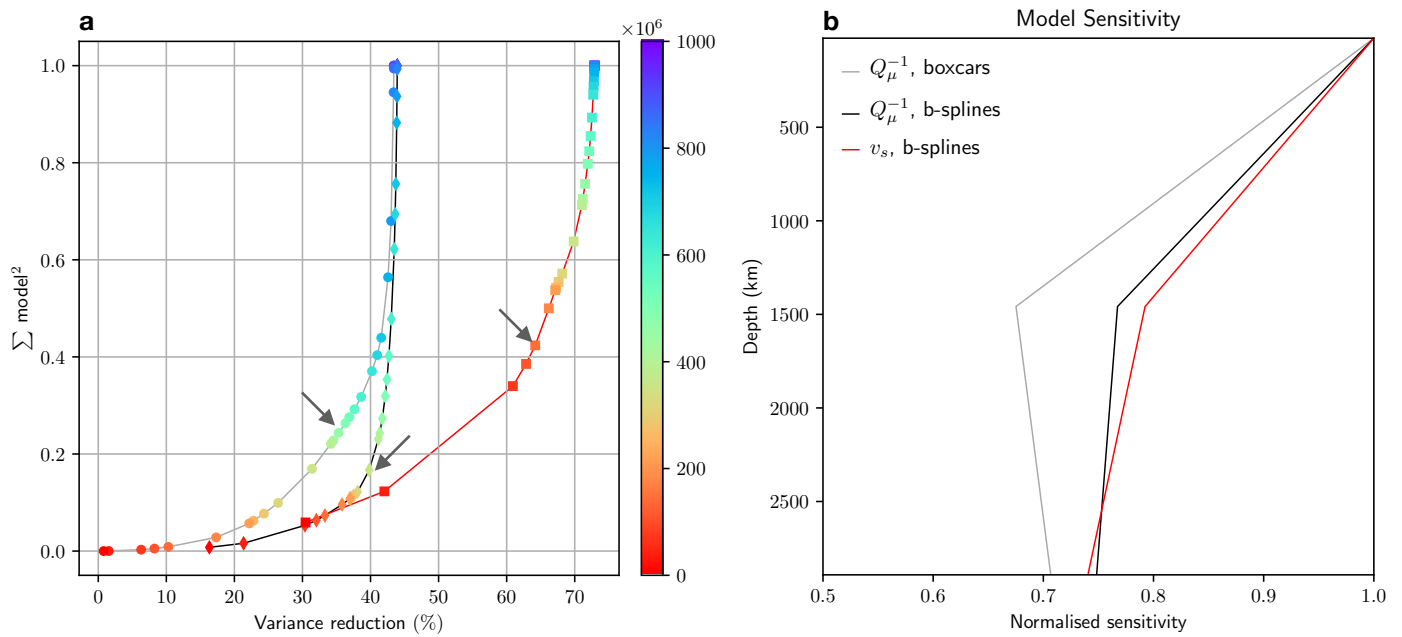 a
×10⁶
∑ model²
1.0
0.8
0.6
0.4
0.2
0.0
0 10 20 30 40 50 60 70
Variance reduction (%)
1000
800
600
400
200
0
b
Model Sensitivity
Q_μ⁻¹, boxcars
Q_μ⁻¹, b-splines
v_s, b-splines
Depth (km)
500
1000
1500
2000
2500
0.5 0.6 0.7 0.8 0.9 1.0
Normalised sensitivity